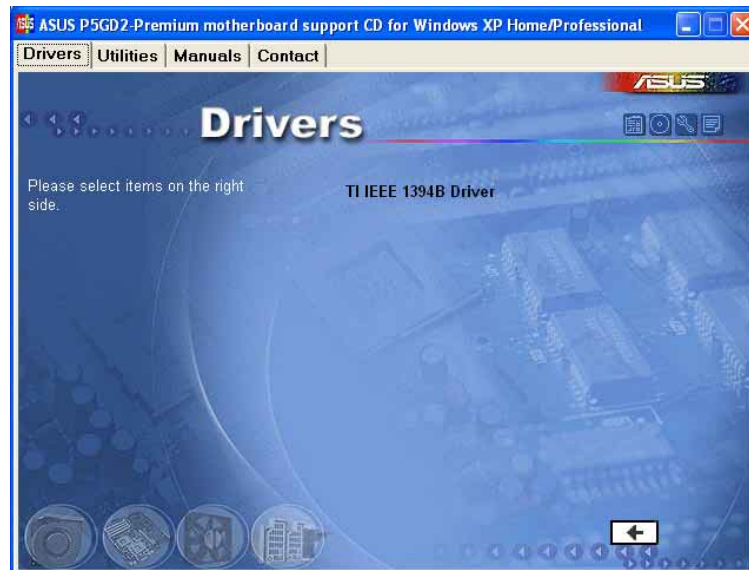 ASUS P5GD2-Premium motherboard support CD for Windows XP Home/Professional
Drivers Utilities Manuals Contact
ASUS
Drivers
Please select items on the right
side.
TI IEEE 1394B Driver